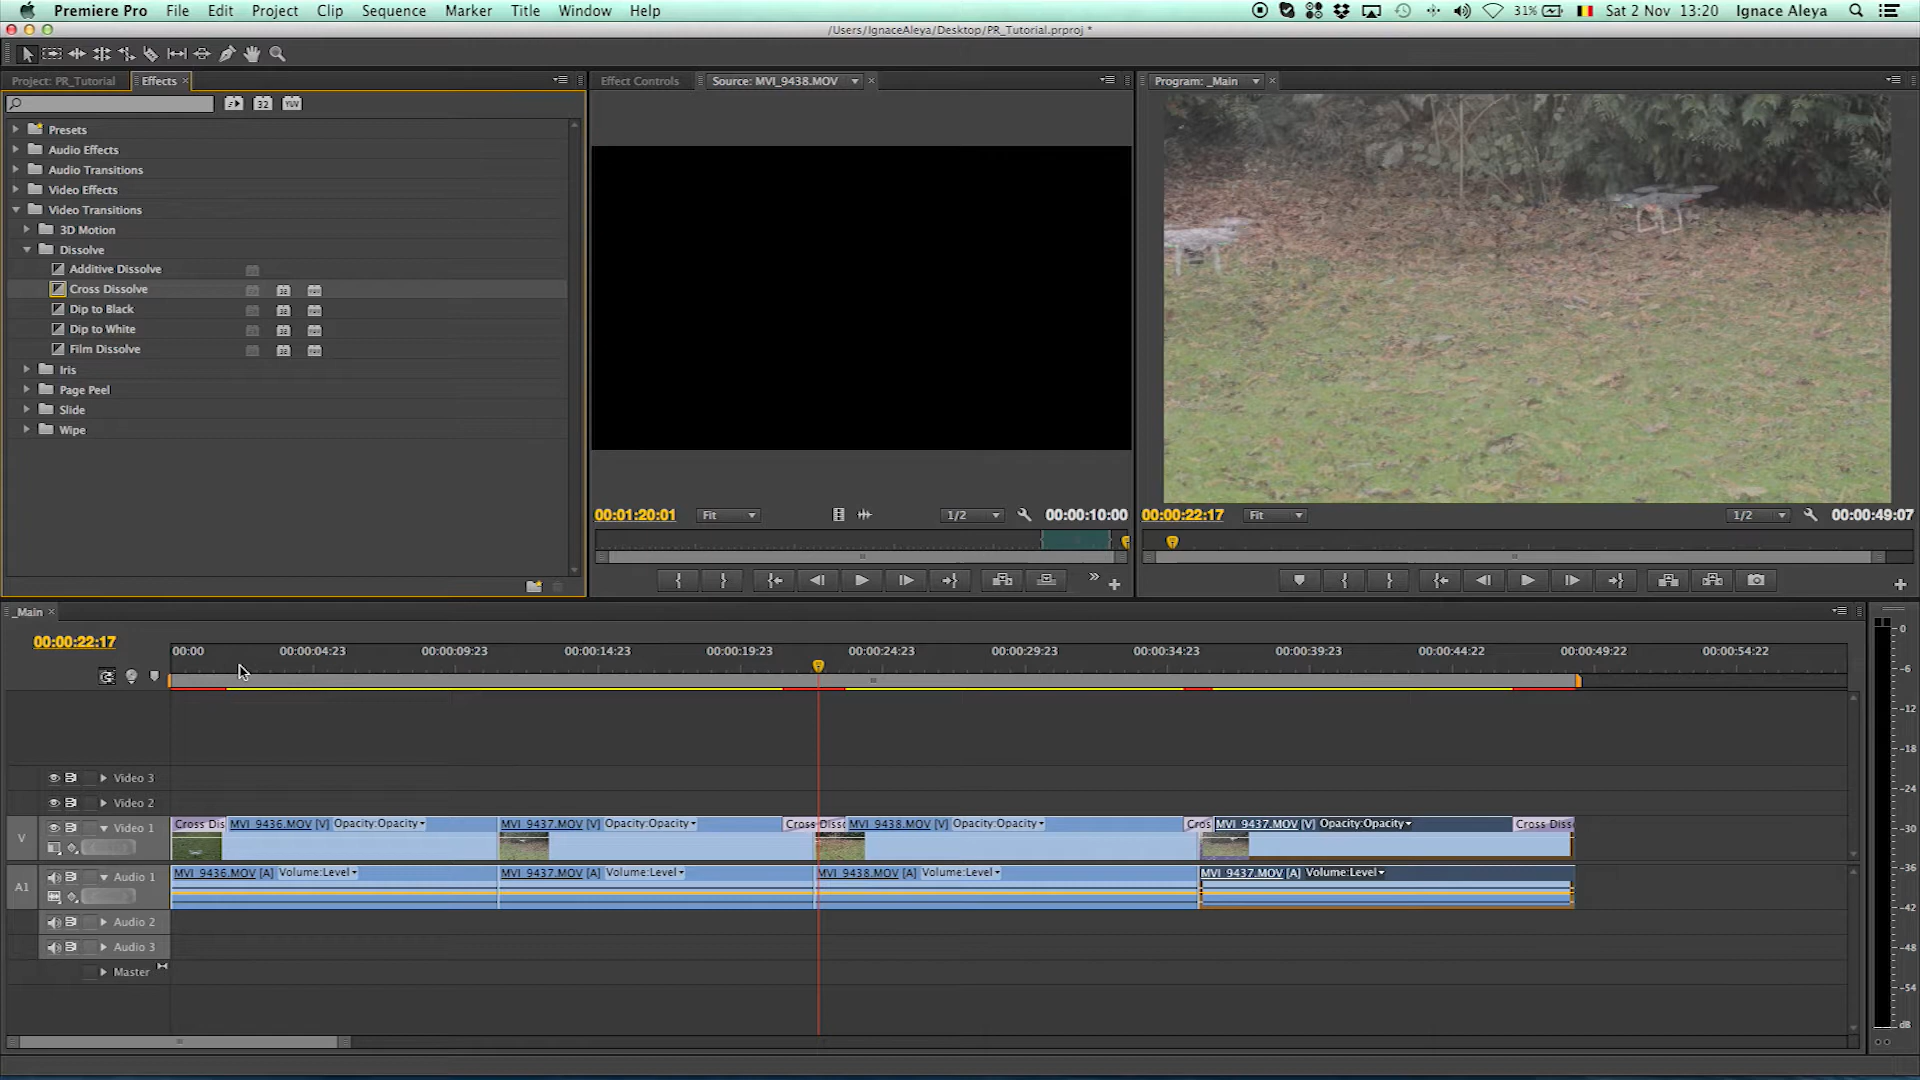 Premiere Pro File Edit Project Clip Sequence Marker Title Window Help 31% Sat 2 Nov 13:20 Ignace Aleya
/Users/IgnaceAleya/Desktop/PR_Tutorial.prproj *
Project: PR_Tutorial Effects × Effect Controls Source: MVI_9438.MOV × Program: _Main ×
32 YUV
Presets
Audio Effects
Audio Transitions
Video Effects
Video Transitions
3D Motion
Dissolve
Additive Dissolve
Cross Dissolve
Dip to Black
Dip to White
Film Dissolve
Iris
Page Peel
Slide
Wipe
00:01:20:01 Fit 1/2 00:00:10:00 00:00:22:17 Fit 1/2 00:00:49:07
_Main ×
00:00:22:17
00:00 00:00:04:23 00:00:09:23 00:00:14:23 00:00:19:23 00:00:24:23 00:00:29:23 00:00:34:23 00:00:39:23 00:00:44:22 00:00:49:22 00:00:54:22
0
-6
-12
-18
-24
-30
-36
-42
-48
-54
dB
Video 3
Video 2
V Video 1
Cross Dis MVI_9436.MOV [V] Opacity:Opacity MVI_9437.MOV [V] Opacity:Opacity Cross Disso MVI_9438.MOV [V] Opacity:Opacity Cros MVI_9437.MOV [V] Opacity:Opacity Cross Diss
A1 Audio 1
MVI_9436.MOV [A] Volume:Level MVI_9437.MOV [A] Volume:Level MVI_9438.MOV [A] Volume:Level MVI_9437.MOV [A] Volume:Level
Audio 2
Audio 3
Master